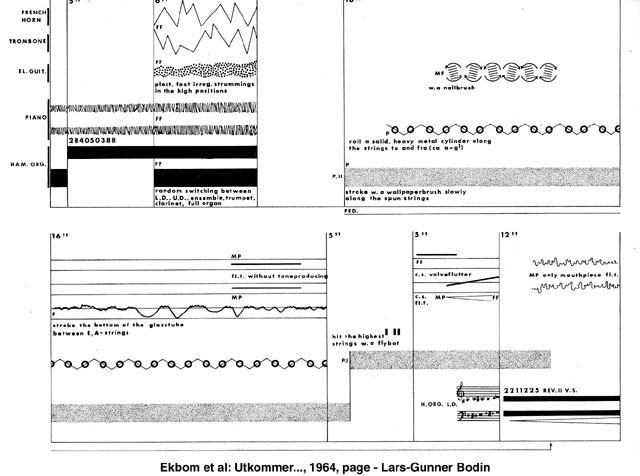 5" 6" 10"
FRENCH
HORN
FF
TROMBONE
FF
EL. GUIT.
plect, fast irreg. strummings
in the high positions
MF
w. a nailbrush
PIANO
FF
P
roll a solid, heavy metal cylinder along
the strings to and fro (ca a-g¹)
284050388
HAM. ORG.
FF
P. II
P
random switching between
L.D., U.D., ensemble, trumpet,
clarinet, full organ
stroke w. a wallpaperbrush slowly
along the spun strings
PED.
16" 5" 5" 12"
MP
FF
fl.t. without toneproducing
c.s. valveflutter
MP only mouthpiece fl.t.
MP
c.s. MP FF
fl.t.
F
stroke the bottom of the glasstube
between E, A-strings
hit the highest
strings w. a flybat
P.I
2211225 REV. II V.S.
H. ORG. L.D.
Ekbom et al: Utkommer..., 1964, page - Lars-Gunner Bodin